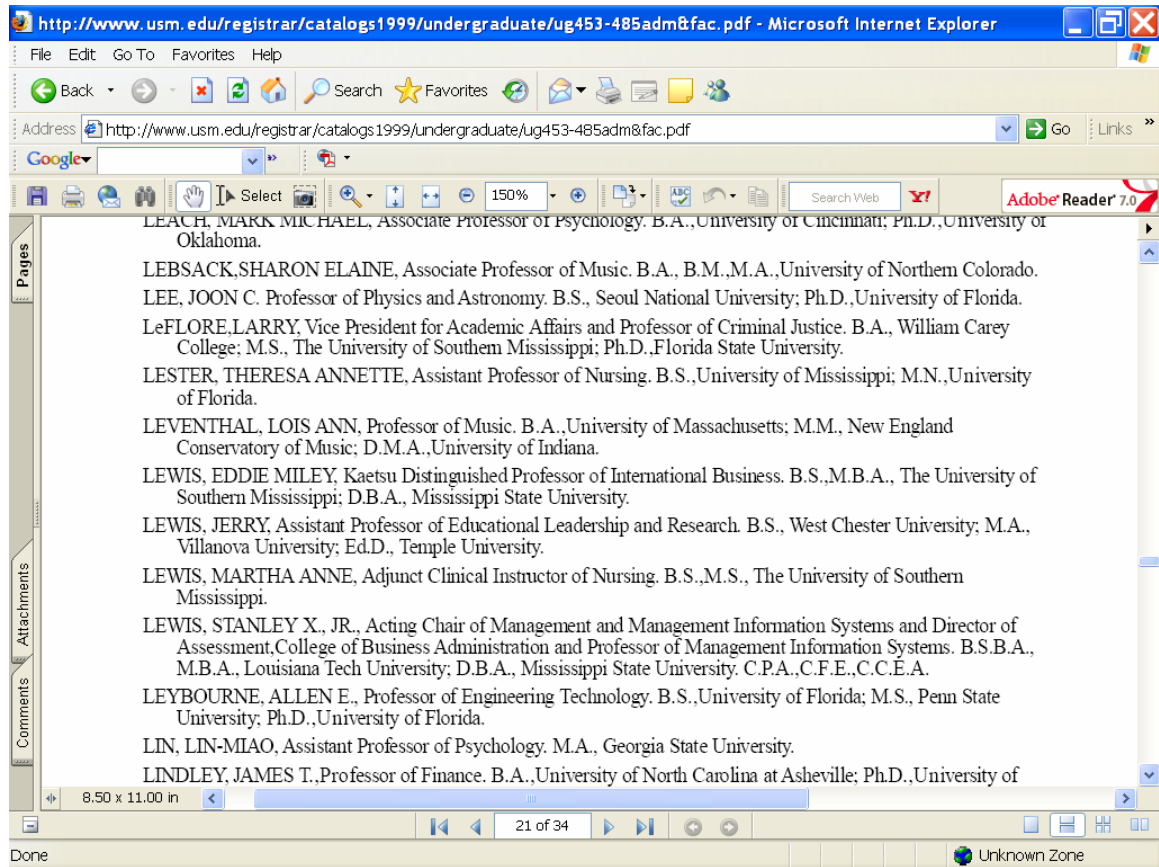 http://www.usm.edu/registrar/catalogs1999/undergraduate/ug453-485adm&fac.pdf - Microsoft Internet Explorer
File Edit Go To Favorites Help
Back Search Favorites
Address http://www.usm.edu/registrar/catalogs1999/undergraduate/ug453-485adm&fac.pdf Go Links »
Google »
Select 150% Search Web Y! Adobe® Reader® 7.0
Pages
Attachments
Comments
LEACH, MARK MICHAEL, Associate Professor of Psychology. B.A.,University of Cincinnati; Ph.D.,University of
Oklahoma.
LEBSACK,SHARON ELAINE, Associate Professor of Music. B.A., B.M.,M.A.,University of Northern Colorado.
LEE, JOON C. Professor of Physics and Astronomy. B.S., Seoul National University; Ph.D.,University of Florida.
LeFLORE,LARRY, Vice President for Academic Affairs and Professor of Criminal Justice. B.A., William Carey
College; M.S., The University of Southern Mississippi; Ph.D.,Florida State University.
LESTER, THERESA ANNETTE, Assistant Professor of Nursing. B.S.,University of Mississippi; M.N.,University
of Florida.
LEVENTHAL, LOIS ANN, Professor of Music. B.A.,University of Massachusetts; M.M., New England
Conservatory of Music; D.M.A.,University of Indiana.
LEWIS, EDDIE MILEY, Kaetsu Distinguished Professor of International Business. B.S.,M.B.A., The University of
Southern Mississippi; D.B.A., Mississippi State University.
LEWIS, JERRY, Assistant Professor of Educational Leadership and Research. B.S., West Chester University; M.A.,
Villanova University; Ed.D., Temple University.
LEWIS, MARTHA ANNE, Adjunct Clinical Instructor of Nursing. B.S.,M.S., The University of Southern
Mississippi.
LEWIS, STANLEY X., JR., Acting Chair of Management and Management Information Systems and Director of
Assessment,College of Business Administration and Professor of Management Information Systems. B.S.B.A.,
M.B.A., Louisiana Tech University; D.B.A., Mississippi State University. C.P.A.,C.F.E.,C.C.E.A.
LEYBOURNE, ALLEN E., Professor of Engineering Technology. B.S.,University of Florida; M.S., Penn State
University; Ph.D.,University of Florida.
LIN, LIN-MIAO, Assistant Professor of Psychology. M.A., Georgia State University.
LINDLEY, JAMES T.,Professor of Finance. B.A.,University of North Carolina at Asheville; Ph.D.,University of
8.50 x 11.00 in
21 of 34
Done Unknown Zone